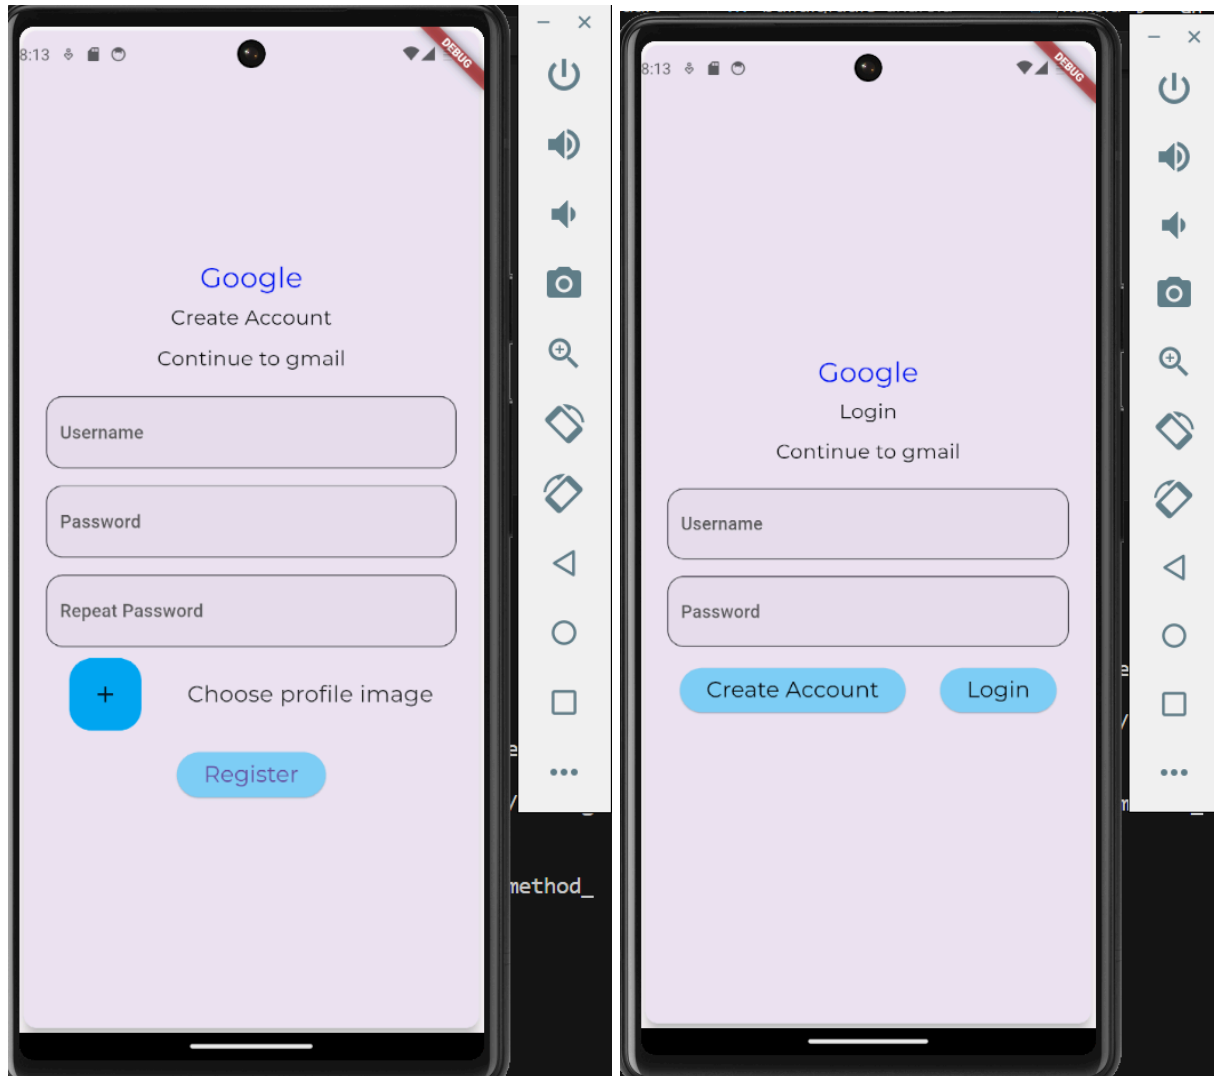 8:13
DEBUG
Google
Create Account
Continue to gmail
Username
Password
Repeat Password
+
Choose profile image
Register
method_
8:13
DEBUG
Google
Login
Continue to gmail
Username
Password
Create Account
Login